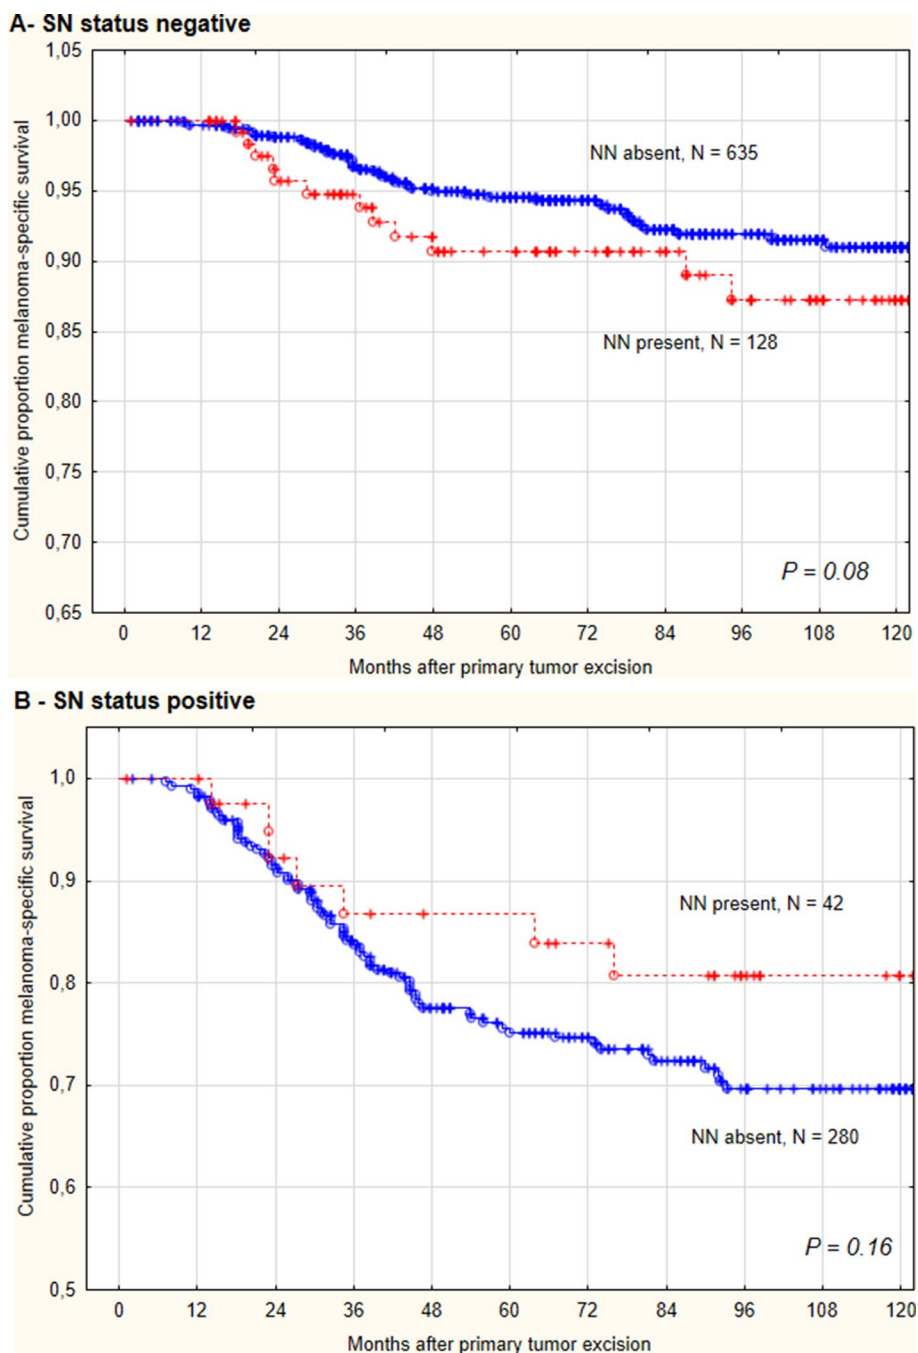 A- SN status negative
Cumulative proportion melanoma-specific survival
1,05
1,00
0,95
0,90
0,85
0,80
0,75
0,70
0,65
NN absent, N = 635
NN present, N = 128
P = 0.08
0 12 24 36 48 60 72 84 96 108 120
Months after primary tumor excision
B - SN status positive
Cumulative proportion melanoma-specific survival
1,0
0,9
0,8
0,7
0,6
0,5
NN present, N = 42
NN absent, N = 280
P = 0.16
0 12 24 36 48 60 72 84 96 108 120
Months after primary tumor excision